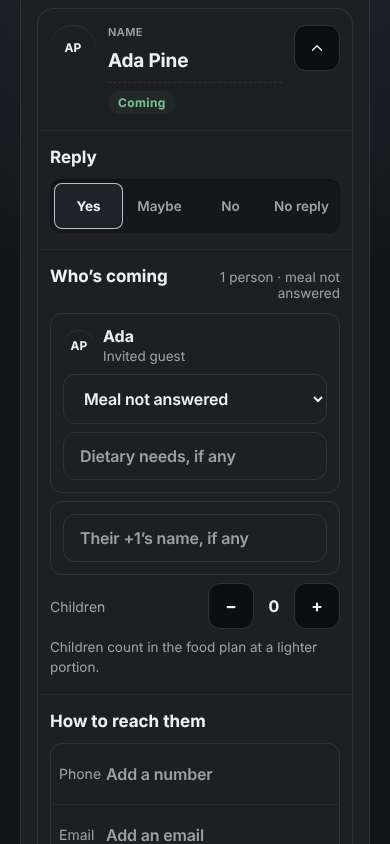 AP
NAME
Ada Pine
Coming
Reply
Yes
Maybe
No
No reply
Who's coming
1 person · meal not
answered
AP
Ada
Invited guest
Meal not answered
Dietary needs, if any
Their +1's name, if any
Children
−
0
+
Children count in the food plan at a lighter
portion.
How to reach them
Phone Add a number
Email Add an email